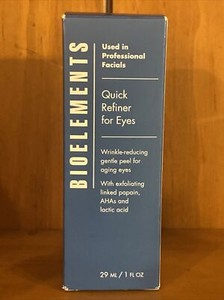 BIOELEMENTS
Used in
Professional
Facials
Quick
Refiner
for Eyes
Wrinkle-reducing
gentle peel for
aging eyes
With exfoliating
linked papain,
AHAs and
lactic acid
29 ML / 1 FL OZ